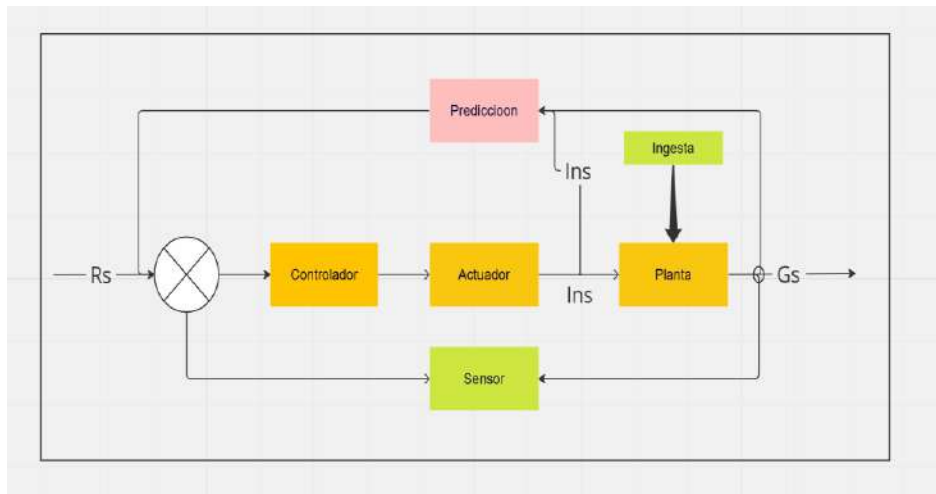 Prediccioon
Ingesta
Ins
Rs
Controlador
Actuador
Ins
Planta
Gs
Sensor